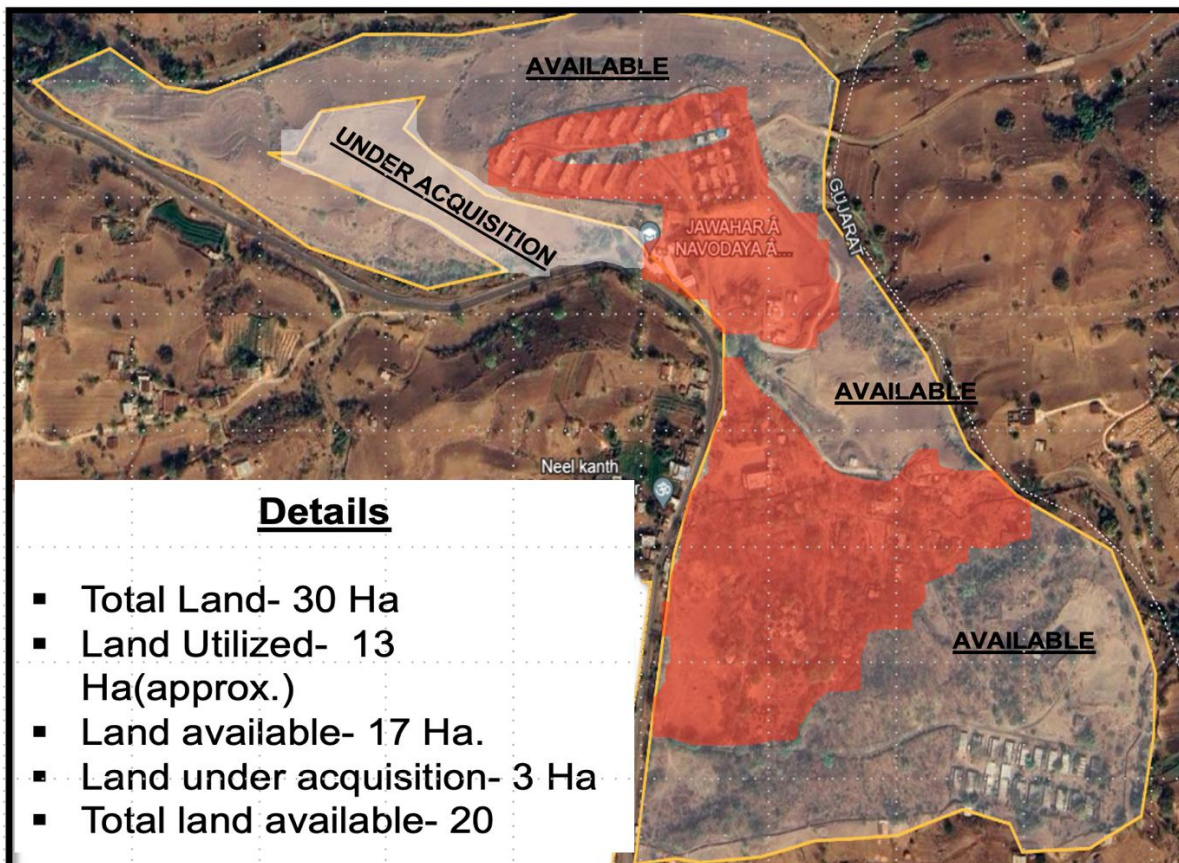 AVAILABLE
UNDER ACQUISITION
JAWAHAR Â
NAVODAYA Â...
GUJARAT
AVAILABLE
Neel kanth
AVAILABLE
Details
▪ Total Land- 30 Ha
▪ Land Utilized- 13
Ha(approx.)
▪ Land available- 17 Ha.
▪ Land under acquisition- 3 Ha
▪ Total land available- 20